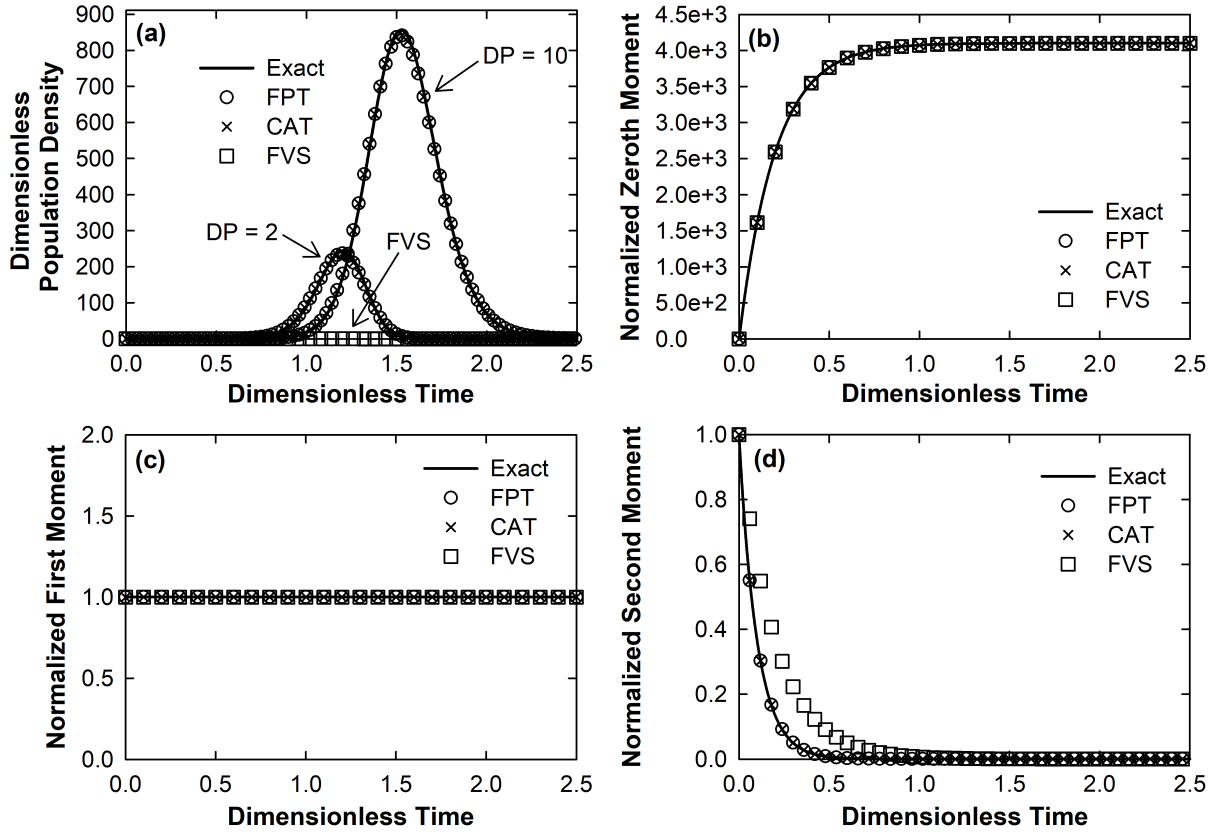 (a)
900
800
700
600
500
400
300
200
100
0
Dimensionless
Population Density
Exact
FPT
CAT
FVS
DP = 10
DP = 2
FVS
0.0 0.5 1.0 1.5 2.0 2.5
Dimensionless Time
(b)
4.5e+3
4.0e+3
3.5e+3
3.0e+3
2.5e+3
2.0e+3
1.5e+3
1.0e+3
5.0e+2
0.0
Normalized Zeroth Moment
Exact
FPT
CAT
FVS
0.0 0.5 1.0 1.5 2.0 2.5
Dimensionless Time
(c)
2.0
1.5
1.0
0.5
0.0
Normalized First Moment
Exact
FPT
CAT
FVS
0.0 0.5 1.0 1.5 2.0 2.5
Dimensionless Time
(d)
1.0
0.8
0.6
0.4
0.2
0.0
Normalized Second Moment
Exact
FPT
CAT
FVS
0.0 0.5 1.0 1.5 2.0 2.5
Dimensionless Time